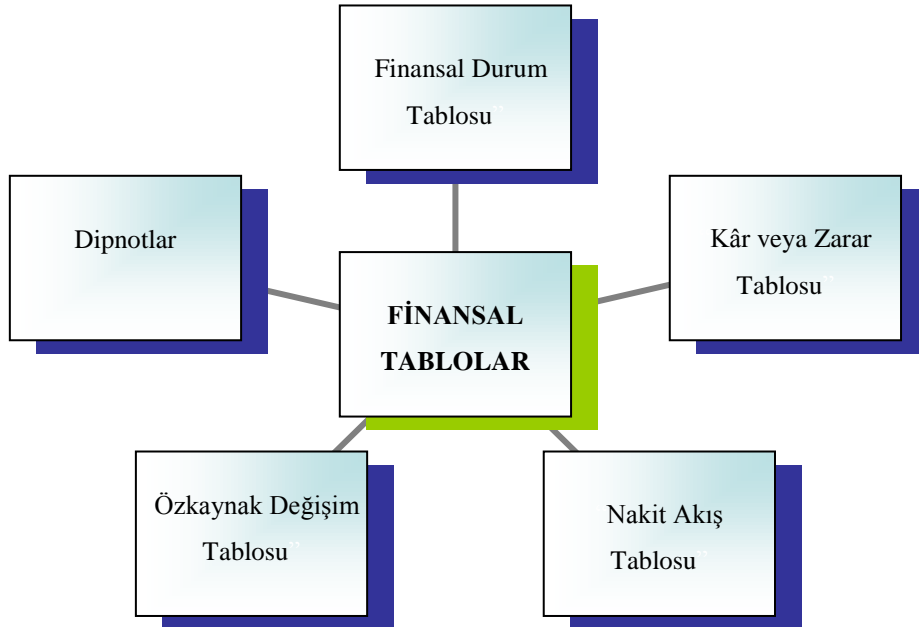 Finansal Durum
Tablosu”
Dipnotlar
Kâr veya Zarar
Tablosu”
FİNANSAL
TABLOLAR
Özkaynak Değişim
Tablosu”
Nakit Akış
Tablosu”